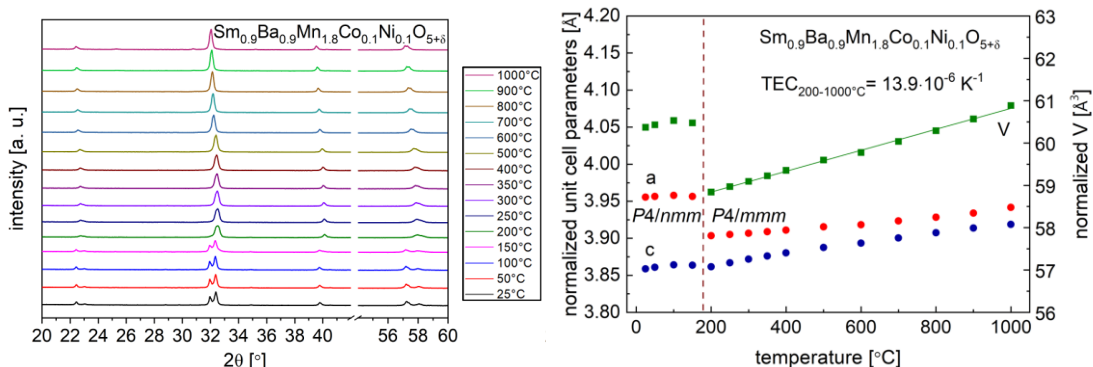 Sm0.9Ba0.9Mn1.8Co0.1Ni0.1O5+δ
intensity [a. u.]
1000°C
900°C
800°C
700°C
600°C
500°C
400°C
350°C
300°C
250°C
200°C
150°C
100°C
50°C
25°C
20 22 24 26 28 30 32 34 36 38 40 56 58 60
2θ [°]
normalized unit cell parameters [Å]
4.20
4.15
4.10
4.05
4.00
3.95
3.90
3.85
3.80
Sm0.9Ba0.9Mn1.8Co0.1Ni0.1O5+δ
TEC200-1000°C= 13.9·10-6 K-1
V
a
P4/nmm P4/mmm
c
63
62
61
60
59
58
57
56
normalized V [Å3]
0 200 400 600 800 1000
temperature [°C]